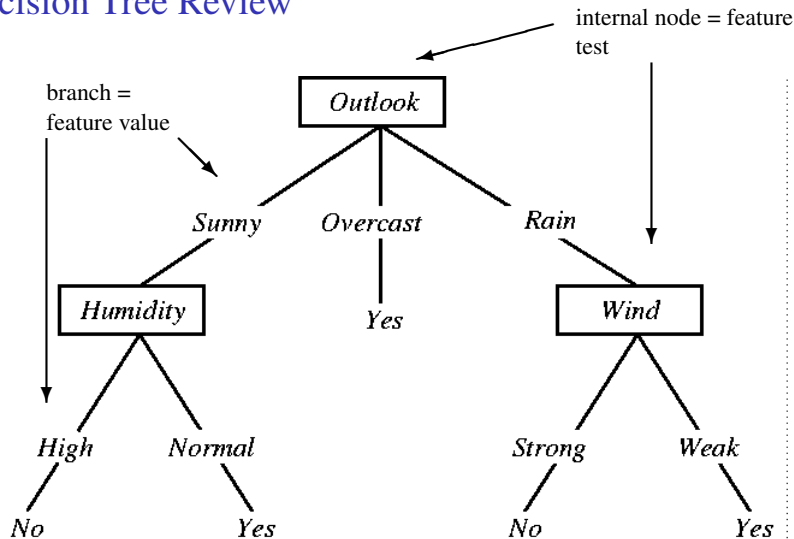 cision Tree Review
internal node = feature
test
branch =
feature value
Outlook
Sunny
Overcast
Rain
Humidity
Yes
Wind
High
Normal
Strong
Weak
No
Yes
No
Yes